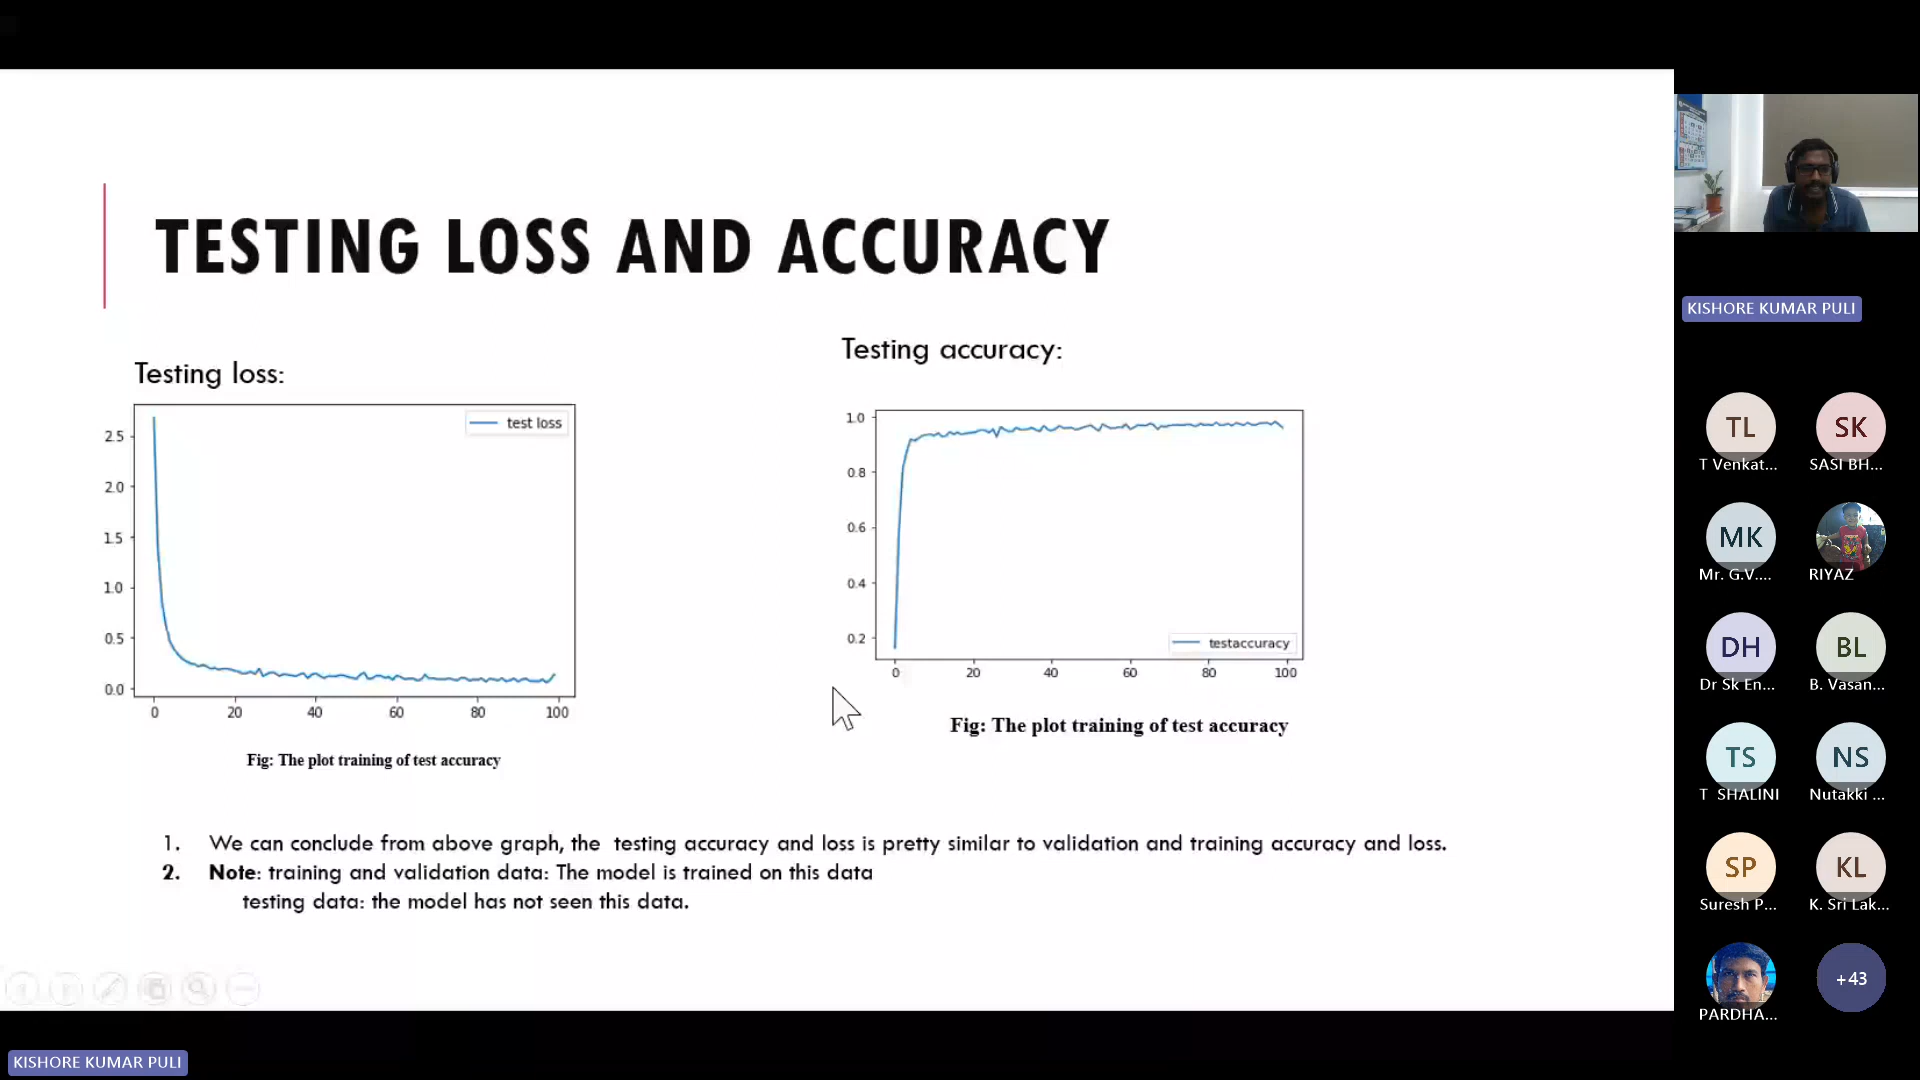 TESTING LOSS AND ACCURACY
Testing loss:
Testing accuracy:
test loss
2.5
2.0
1.5
1.0
0.5
0.0
0 20 40 60 80 100
Fig: The plot training of test accuracy
1.0
0.8
0.6
0.4
0.2
testaccuracy
0 20 40 60 80 100
Fig: The plot training of test accuracy
1. We can conclude from above graph, the testing accuracy and loss is pretty similar to validation and training accuracy and loss.
2. Note: training and validation data: The model is trained on this data
testing data: the model has not seen this data.
KISHORE KUMAR PULI
KISHORE KUMAR PULI
TL SK
T Venkat... SASI BH...
MK
Mr. G.V.... RIYAZ
DH BL
Dr Sk En... B. Vasan...
TS NS
T SHALINI Nutakki ...
SP KL
Suresh P... K. Sri Lak...
+43
PARDHA...